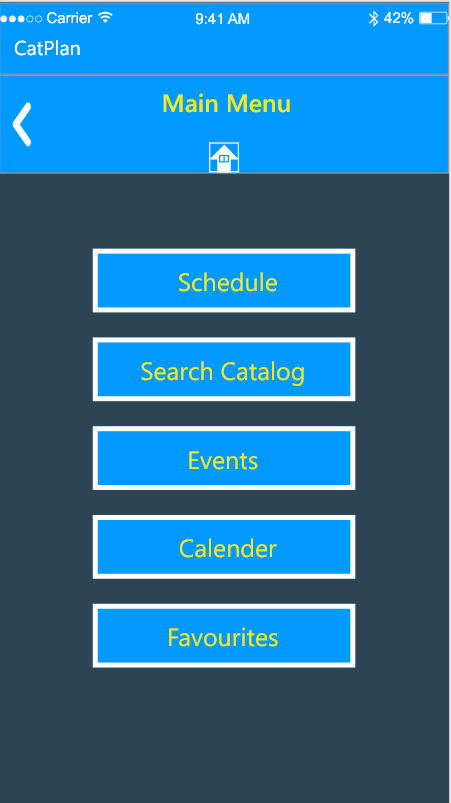 Carrier 9:41 AM 42%
CatPlan
Main Menu
Schedule
Search Catalog
Events
Calender
Favourites